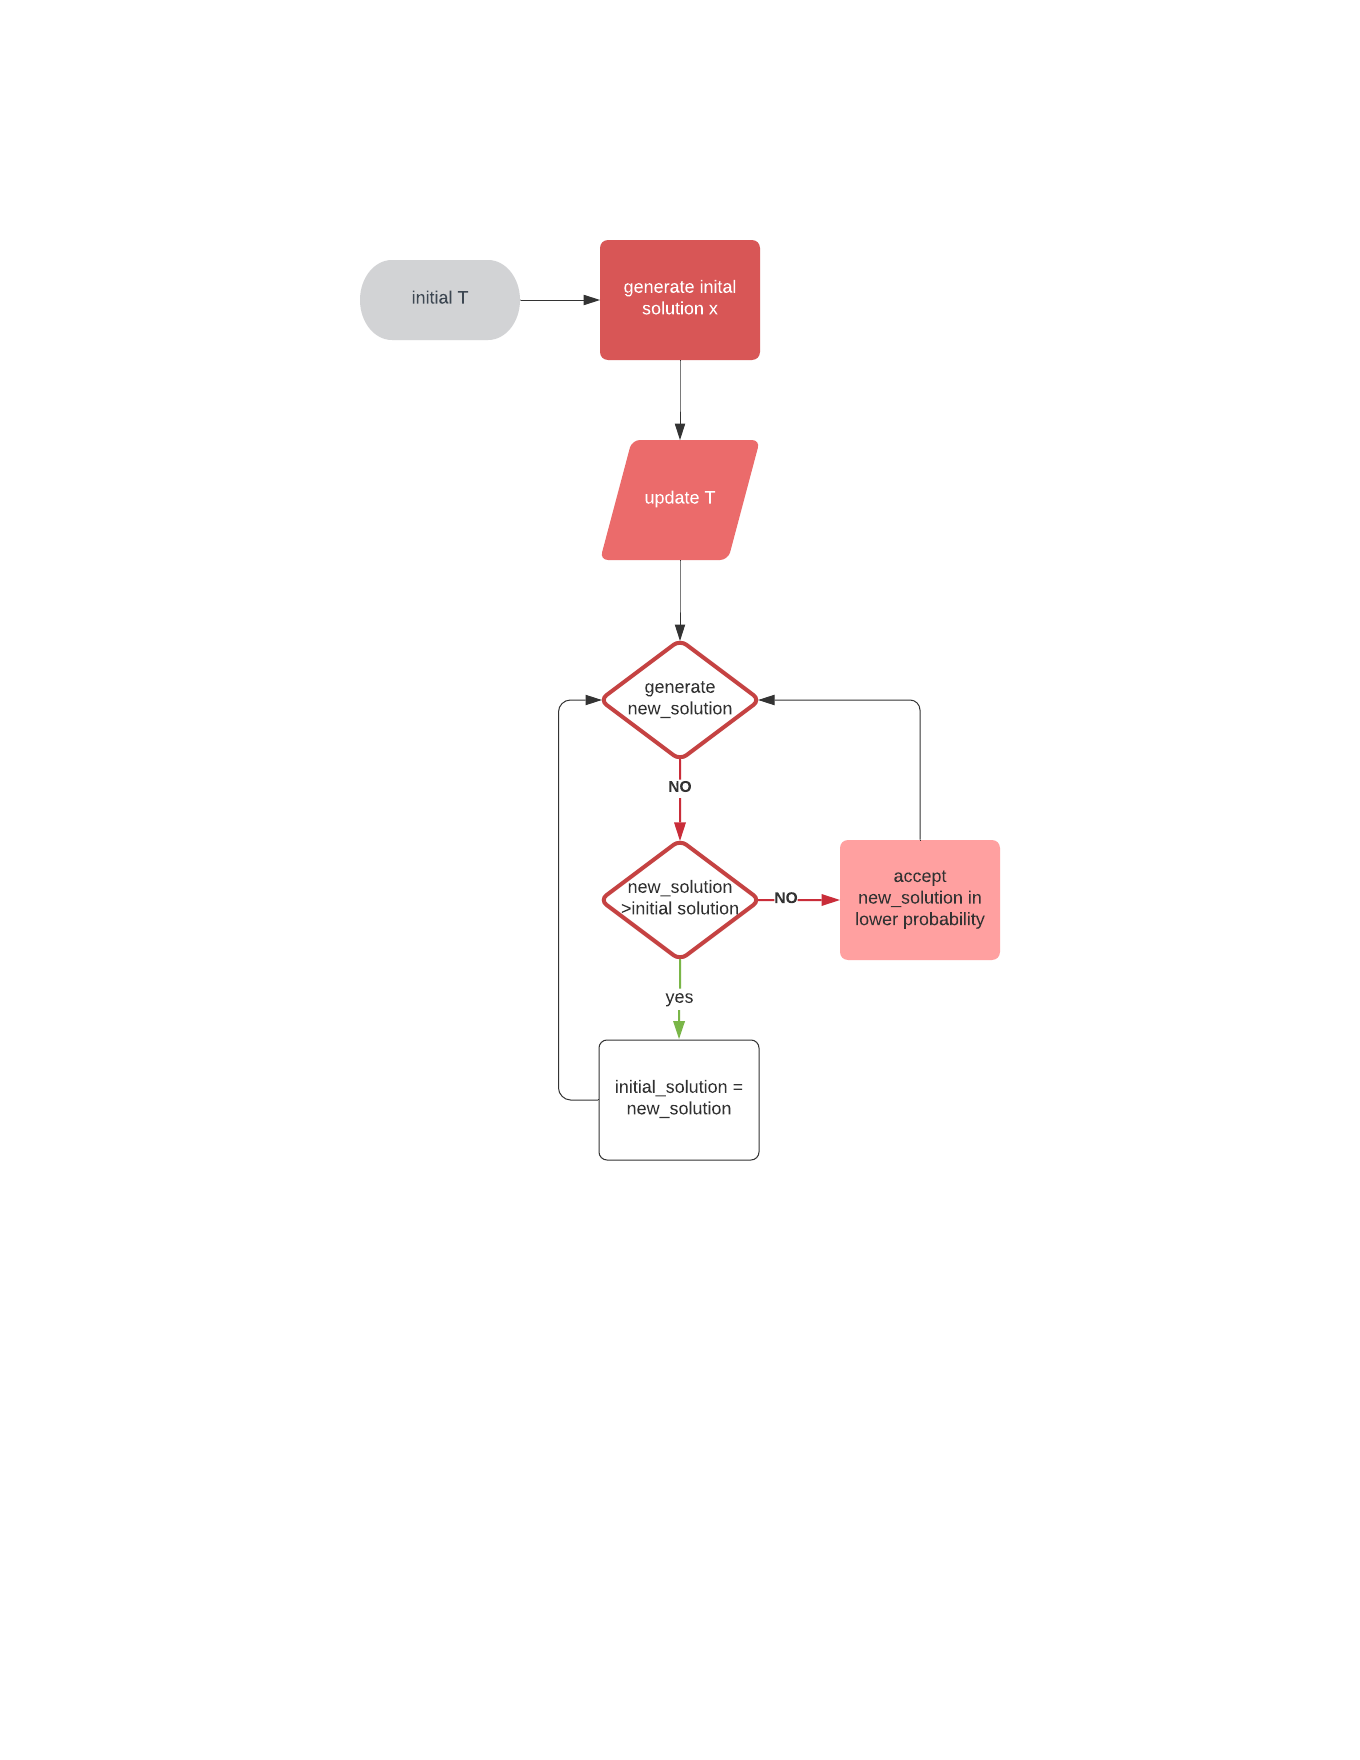 initial T
generate inital
solution x
update T
generate
new_solution
NO
new_solution
>initial solution
NO
accept
new_solution in
lower probability
yes
initial_solution =
new_solution